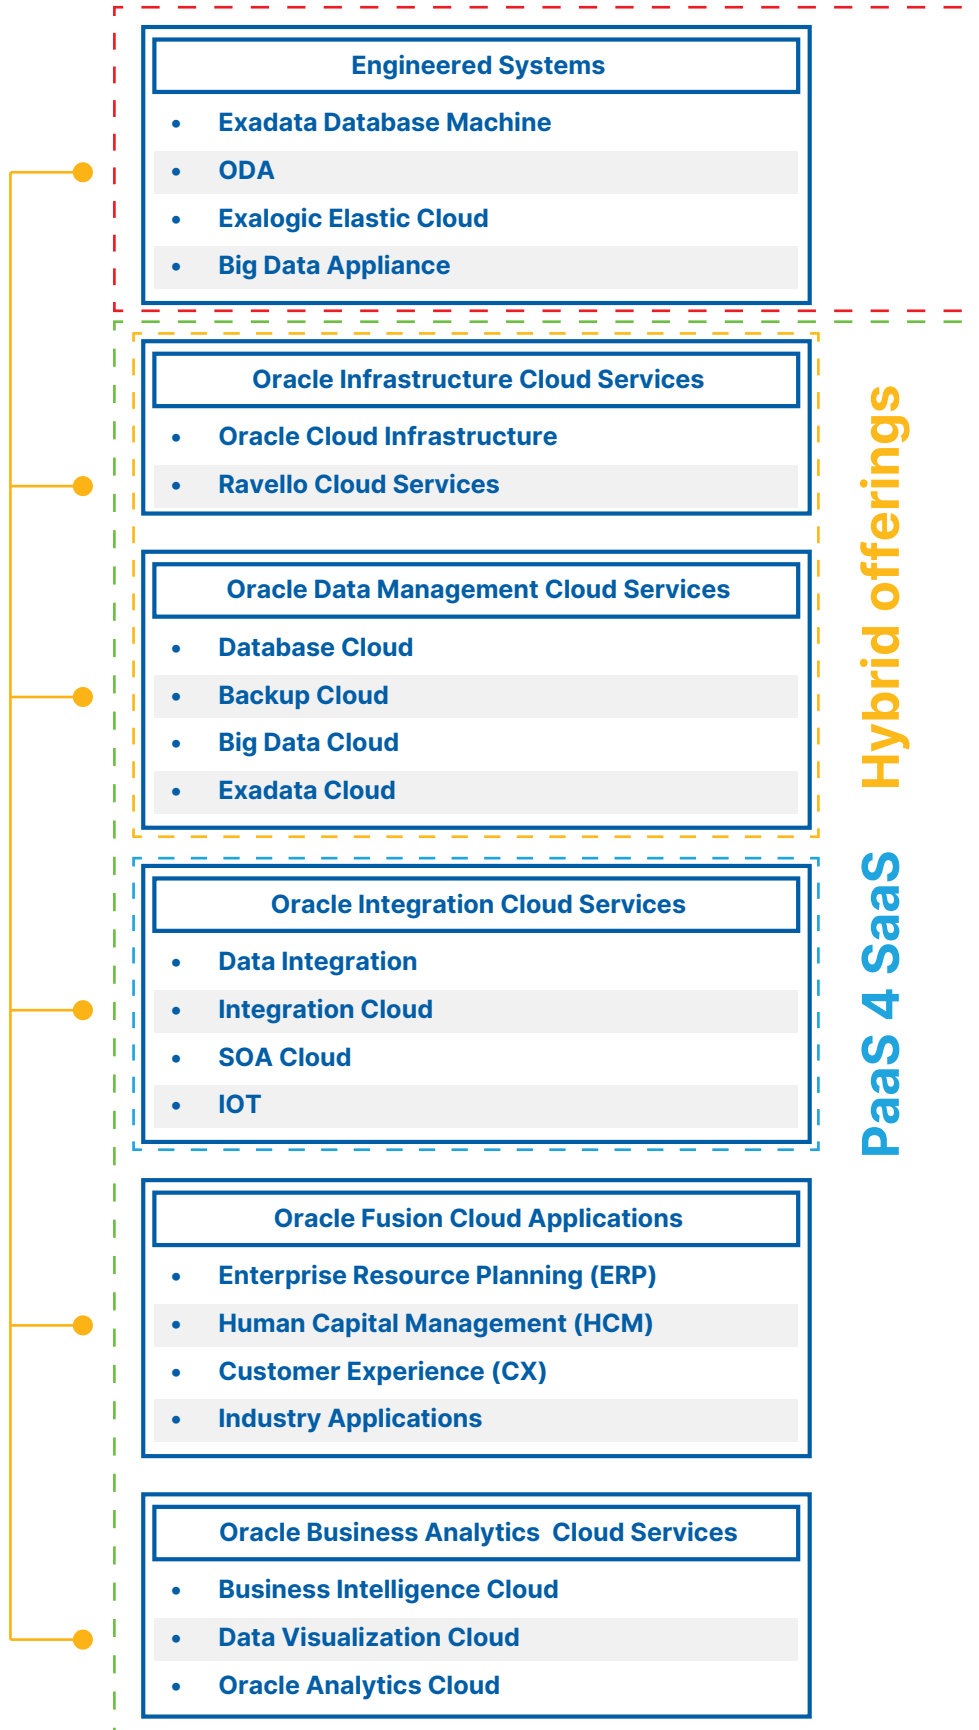 Engineered Systems
• Exadata Database Machine
• ODA
• Exalogic Elastic Cloud
• Big Data Appliance
Oracle Infrastructure Cloud Services
• Oracle Cloud Infrastructure
• Ravello Cloud Services
Oracle Data Management Cloud Services
• Database Cloud
• Backup Cloud
• Big Data Cloud
• Exadata Cloud
Hybrid offerings
Oracle Integration Cloud Services
• Data Integration
• Integration Cloud
• SOA Cloud
• IOT
PaaS 4 SaaS
Oracle Fusion Cloud Applications
• Enterprise Resource Planning (ERP)
• Human Capital Management (HCM)
• Customer Experience (CX)
• Industry Applications
Oracle Business Analytics  Cloud Services
• Business Intelligence Cloud
• Data Visualization Cloud
• Oracle Analytics Cloud